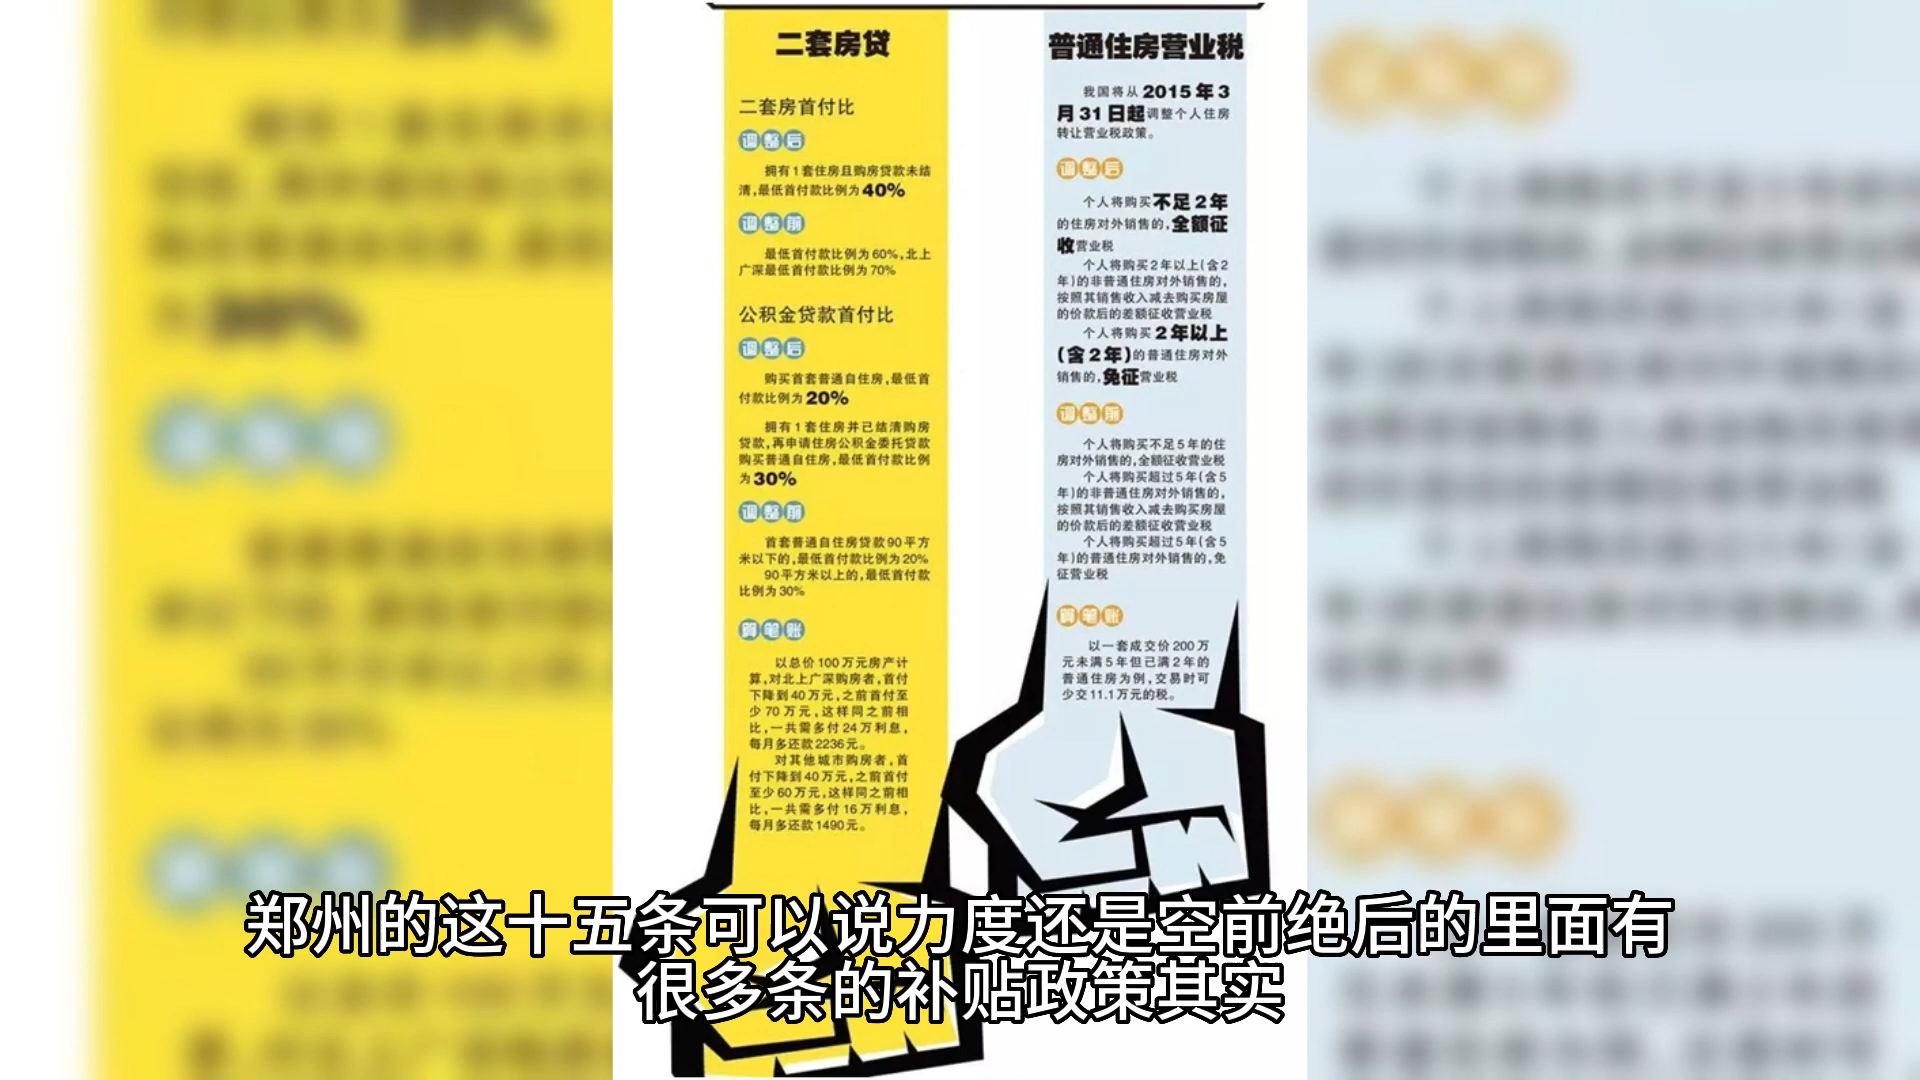 二套房贷
二套房首付比
调整后
拥有1套住房且购房贷款未结
清,最低首付款比例为40%
调整前
最低首付款比例为60%,北上
广深最低首付款比例为70%
公积金贷款首付比
调整后
购买首套普通自住房,最低首
付款比例为20%
拥有1套住房并已结清购房
贷款,再申请住房公积金委托贷款
购买普通自住房,最低首付款比例
为30%
调整前
首套普通自住房贷款90平方
米以下的,最低首付款比例为20%
90平方米以上的,最低首付款
比例为30%
算笔账
以总价100万元房产计
算,对北上广深购房者,首付
下降到40万元,之前首付至
少70万元,这样同之前相
比,一共需多付24万利息,
每月多还款2236元。
对其他城市购房者,首
付下降到40万元,之前首付
至少60万元,这样同之前相
比,一共需多付16万利息,
每月多还款1490元。
普通住房营业税
我国将从2015年3
月31日起调整个人住房
转让营业税政策。
调整后
个人将购买不足2年
的住房对外销售的,全额征
收营业税
个人将购买2年以上(含2
年)的非普通住房对外销售的,
按照其销售收入减去购买房屋
的价款后的差额征收营业税
个人将购买2年以上
(含2年)的普通住房对外
销售的,免征营业税
调整前
个人将购买不足5年的住
房对外销售的,全额征收营业税
个人将购买超过5年(含5
年)的非普通住房对外销售的,
按照其销售收入减去购买房屋
的价款后的差额征收营业税
个人将购买超过5年(含5
年)的普通住房对外销售的,免
征营业税
算笔账
以一套成交价200万
元未满5年但已满2年的
普通住房为例,交易时可
少交11.1万元的税。
郑州的这十五条可以说力度还是空前绝后的里面有
很多条的补贴政策其实